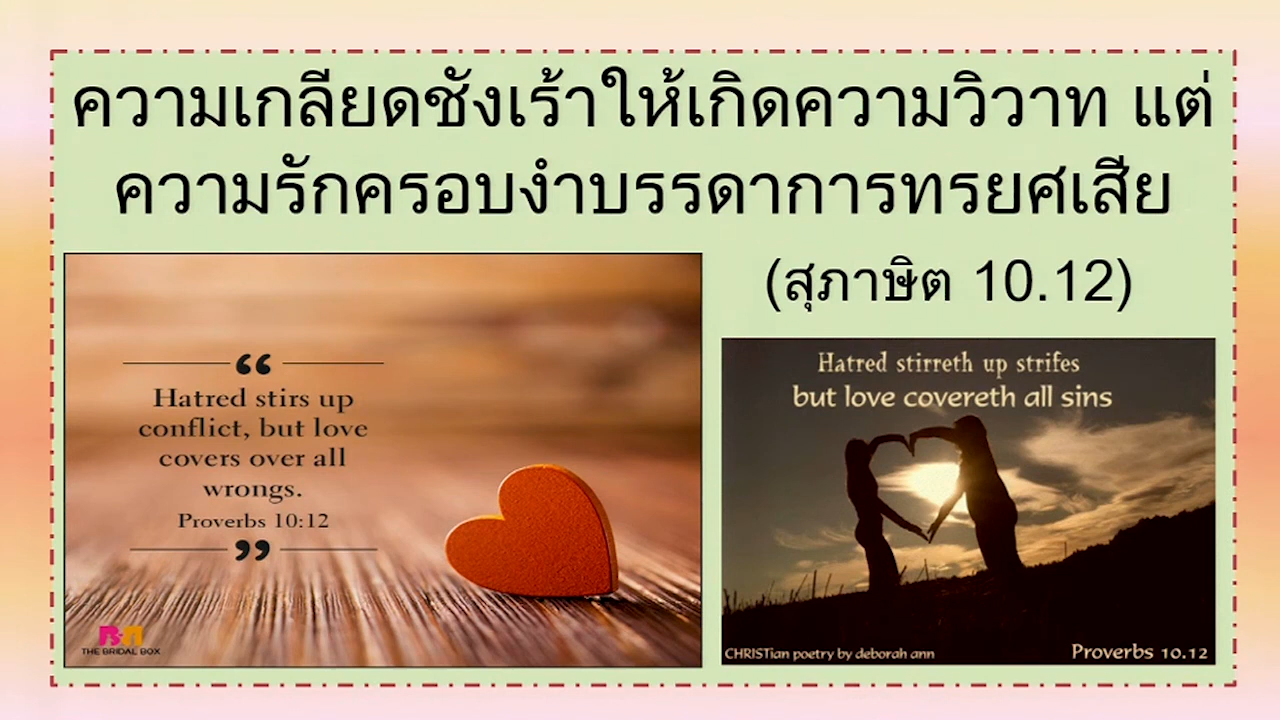 ความเกลียดชังเร้าให้เกิดความวิวาท แต่
ความรักครอบงำบรรดาการทรยศเสีย
(สุภาษิต 10.12)
“
Hatred stirs up
conflict, but love
covers over all
wrongs.
Proverbs 10:12
”
THE BRIDAL BOX
Hatred stirreth up strifes
but love covereth all sins
CHRISTian poetry by deborah ann
Proverbs 10.12